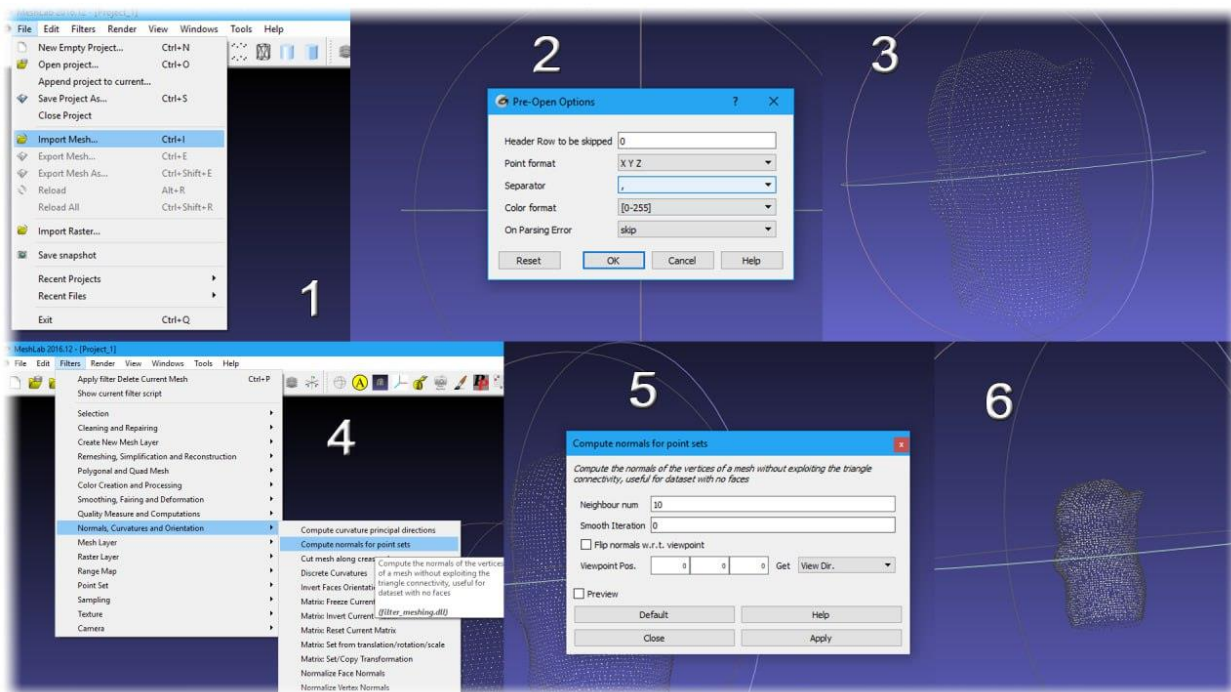 MeshLab 2016.12 - [Project_1]
File Edit Filters Render View Windows Tools Help
New Empty Project... Ctrl+N
Open project... Ctrl+O
Append project to current...
Save Project As... Ctrl+S
Close Project
Import Mesh... Ctrl+I
Export Mesh... Ctrl+E
Export Mesh As... Ctrl+Shift+E
Reload Alt+R
Reload All Ctrl+Shift+R
Import Raster...
Save snapshot
Recent Projects
Recent Files
Exit Ctrl+Q
1
2
Pre-Open Options ? X
Header Row to be skipped 0
Point format X Y Z
Separator ,
Color format [0-255]
On Parsing Error skip
Reset OK Cancel Help
3
MeshLab 2016.12 - [Project_1]
File Edit Filters Render View Windows Tools Help
Apply filter Delete Current Mesh Ctrl+P
Show current filter script
Selection
Cleaning and Repairing
Create New Mesh Layer
Remeshing, Simplification and Reconstruction
Polygonal and Quad Mesh
Color Creation and Processing
Smoothing, Fairing and Deformation
Quality Measure and Computations
Normals, Curvatures and Orientation
Mesh Layer
Raster Layer
Range Map
Point Set
Sampling
Texture
Camera
A
4
Compute curvature principal directions
Compute normals for point sets
Cut mesh along
Discrete Curvatures
Invert Faces
Matrix: Freeze Current
Matrix: Invert Current
Matrix: Reset Current Matrix
Matrix: Set from translation/rotation/scale
Matrix: Set/Copy Transformation
Normalize Face Normals
Normalize Vertex Normals
Compute the normals of the vertices
of a mesh without exploiting the
triangle connectivity, useful for
dataset with no faces
(filter_meshing.dll)
5
Compute normals for point sets x
Compute the normals of the vertices of a mesh without exploiting the triangle
connectivity, useful for dataset with no faces
Neighbour num 10
Smooth Iteration 0
Flip normals w.r.t. viewpoint
Viewpoint Pos. 0 0 0 Get View Dir.
Preview
Default Help
Close Apply
6